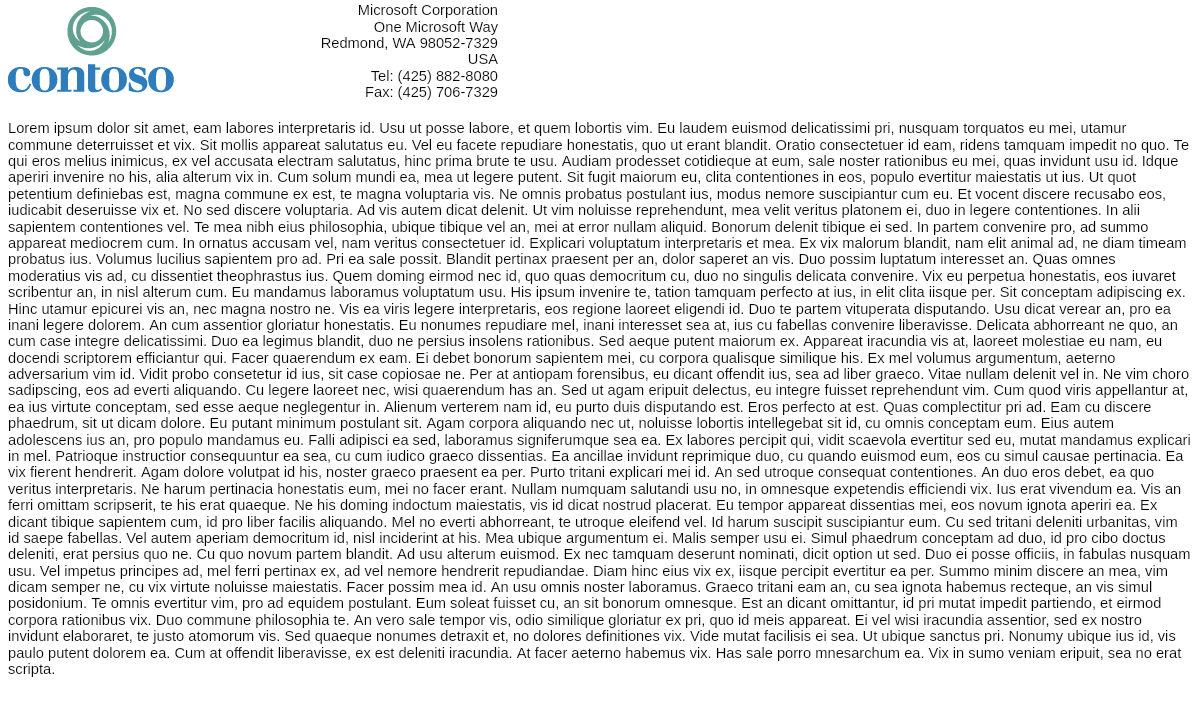 contoso
Microsoft Corporation
One Microsoft Way
Redmond, WA 98052-7329
USA
Tel: (425) 882-8080
Fax: (425) 706-7329
Lorem ipsum dolor sit amet, eam labores interpretaris id. Usu ut posse labore, et quem lobortis vim. Eu laudem euismod delicatissimi pri, nusquam torquatos eu mei, utamur
commune deterruisset et vix. Sit mollis appareat salutatus eu. Vel eu facete repudiare honestatis, quo ut erant blandit. Oratio consectetuer id eam, ridens tamquam impedit no quo. Te
qui eros melius inimicus, ex vel accusata electram salutatus, hinc prima brute te usu. Audiam prodesset cotidieque at eum, sale noster rationibus eu mei, quas invidunt usu id. Idque
aperiri invenire no his, alia alterum vix in. Cum solum mundi ea, mea ut legere putent. Sit fugit maiorum eu, clita contentiones in eos, populo evertitur maiestatis ut ius. Ut quot
petentium definiebas est, magna commune ex est, te magna voluptaria vis. Ne omnis probatus postulant ius, modus nemore suscipiantur cum eu. Et vocent discere recusabo eos,
iudicabit deseruisse vix et. No sed discere voluptaria. Ad vis autem dicat delenit. Ut vim noluisse reprehendunt, mea velit veritus platonem ei, duo in legere contentiones. In alii
sapientem contentiones vel. Te mea nibh eius philosophia, ubique tibique vel an, mei at error nullam aliquid. Bonorum delenit tibique ei sed. In partem convenire pro, ad summo
appareat mediocrem cum. In ornatus accusam vel, nam veritus consectetuer id. Explicari voluptatum interpretaris et mea. Ex vix malorum blandit, nam elit animal ad, ne diam timeam
probatus ius. Volumus lucilius sapientem pro ad. Pri ea sale possit. Blandit pertinax praesent per an, dolor saperet an vis. Duo possim luptatum interesset an. Quas omnes
moderatius vis ad, cu dissentiet theophrastus ius. Quem doming eirmod nec id, quo quas democritum cu, duo no singulis delicata convenire. Vix eu perpetua honestatis, eos iuvaret
scribentur an, in nisl alterum cum. Eu mandamus laboramus voluptatum usu. His ipsum invenire te, tation tamquam perfecto at ius, in elit clita iisque per. Sit conceptam adipiscing ex.
Hinc utamur epicurei vis an, nec magna nostro ne. Vis ea viris legere interpretaris, eos regione laoreet eligendi id. Duo te partem vituperata disputando. Usu dicat verear an, pro ea
inani legere dolorem. An cum assentior gloriatur honestatis. Eu nonumes repudiare mel, inani interesset sea at, ius cu fabellas convenire liberavisse. Delicata abhorreant ne quo, an
cum case integre delicatissimi. Duo ea legimus blandit, duo ne persius insolens rationibus. Sed aeque putent maiorum ex. Appareat iracundia vis at, laoreet molestiae eu nam, eu
docendi scriptorem efficiantur qui. Facer quaerendum ex eam. Ei debet bonorum sapientem mei, cu corpora qualisque similique his. Ex mel volumus argumentum, aeterno
adversarium vim id. Vidit probo consetetur id ius, sit case copiosae ne. Per at antiopam forensibus, eu dicant offendit ius, sea ad liber graeco. Vitae nullam delenit vel in. Ne vim choro
sadipscing, eos ad everti aliquando. Cu legere laoreet nec, wisi quaerendum has an. Sed ut agam eripuit delectus, eu integre fuisset reprehendunt vim. Cum quod viris appellantur at,
ea ius virtute conceptam, sed esse aeque neglegentur in. Alienum verterem nam id, eu purto duis disputando est. Eros perfecto at est. Quas complectitur pri ad. Eam cu discere
phaedrum, sit ut dicam dolore. Eu putant minimum postulant sit. Agam corpora aliquando nec ut, noluisse lobortis intellegebat sit id, cu omnis conceptam eum. Eius autem
adolescens ius an, pro populo mandamus eu. Falli adipisci ea sed, laboramus signiferumque sea ea. Ex labores percipit qui, vidit scaevola evertitur sed eu, mutat mandamus explicari
in mel. Patrioque instructior consequuntur ea sea, cu cum iudico graeco dissentias. Ea ancillae invidunt reprimique duo, cu quando euismod eum, eos cu simul causae pertinacia. Ea
vix fierent hendrerit. Agam dolore volutpat id his, noster graeco praesent ea per. Purto tritani explicari mei id. An sed utroque consequat contentiones. An duo eros debet, ea quo
veritus interpretaris. Ne harum pertinacia honestatis eum, mei no facer erant. Nullam numquam salutandi usu no, in omnesque expetendis efficiendi vix. Ius erat vivendum ea. Vis an
ferri omittam scripserit, te his erat quaeque. Ne his doming indoctum maiestatis, vis id dicat nostrud placerat. Eu tempor appareat dissentias mei, eos novum ignota aperiri ea. Ex
dicant tibique sapientem cum, id pro liber facilis aliquando. Mel no everti abhorreant, te utroque eleifend vel. Id harum suscipit suscipiantur eum. Cu sed tritani deleniti urbanitas, vim
id saepe fabellas. Vel autem aperiam democritum id, nisl inciderint at his. Mea ubique argumentum ei. Malis semper usu ei. Simul phaedrum conceptam ad duo, id pro cibo doctus
deleniti, erat persius quo ne. Cu quo novum partem blandit. Ad usu alterum euismod. Ex nec tamquam deserunt nominati, dicit option ut sed. Duo ei posse officiis, in fabulas nusquam
usu. Vel impetus principes ad, mel ferri pertinax ex, ad vel nemore hendrerit repudiandae. Diam hinc eius vix ex, iisque percipit evertitur ea per. Summo minim discere an mea, vim
dicam semper ne, cu vix virtute noluisse maiestatis. Facer possim mea id. An usu omnis noster laboramus. Graeco tritani eam an, cu sea ignota habemus recteque, an vis simul
posidonium. Te omnis evertitur vim, pro ad equidem postulant. Eum soleat fuisset cu, an sit bonorum omnesque. Est an dicant omittantur, id pri mutat impedit partiendo, et eirmod
corpora rationibus vix. Duo commune philosophia te. An vero sale tempor vis, odio similique gloriatur ex pri, quo id meis appareat. Ei vel wisi iracundia assentior, sed ex nostro
invidunt elaboraret, te justo atomorum vis. Sed quaeque nonumes detraxit et, no dolores definitiones vix. Vide mutat facilisis ei sea. Ut ubique sanctus pri. Nonumy ubique ius id, vis
paulo putent dolorem ea. Cum at offendit liberavisse, ex est deleniti iracundia. At facer aeterno habemus vix. Has sale porro mnesarchum ea. Vix in sumo veniam eripuit, sea no erat
scripta.